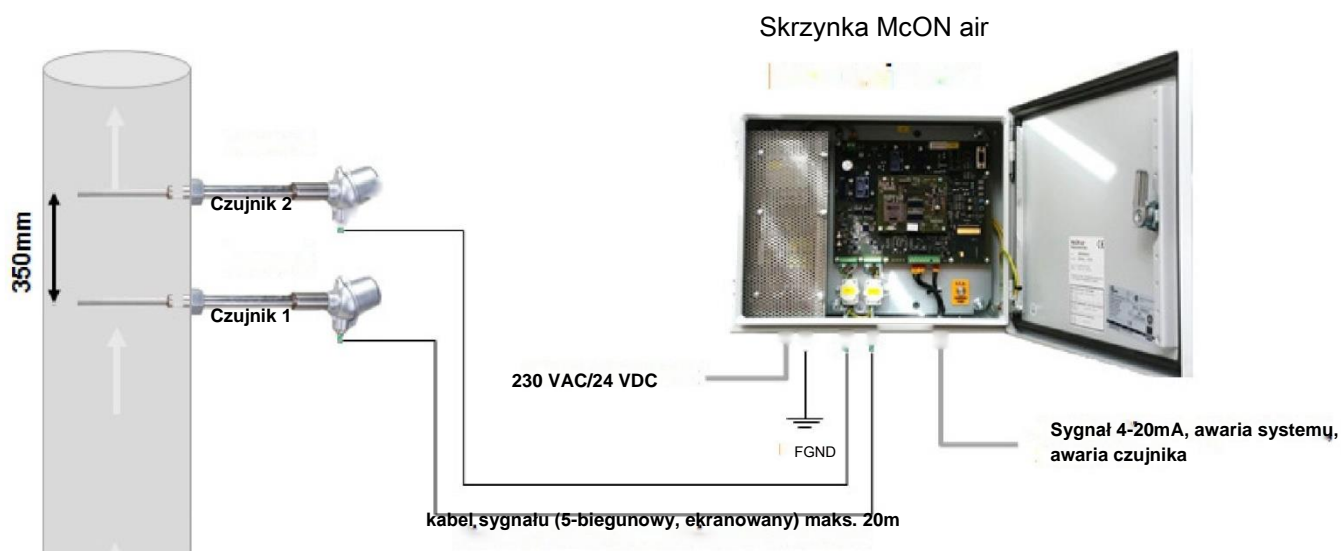 Skrzynka McON air
350mm
Czujnik 2
Czujnik 1
230 VAC/24 VDC
FGND
Sygnał 4-20mA, awaria systemu,
awaria czujnika
kabel sygnału (5-biegunowy, ekranowany) maks. 20m